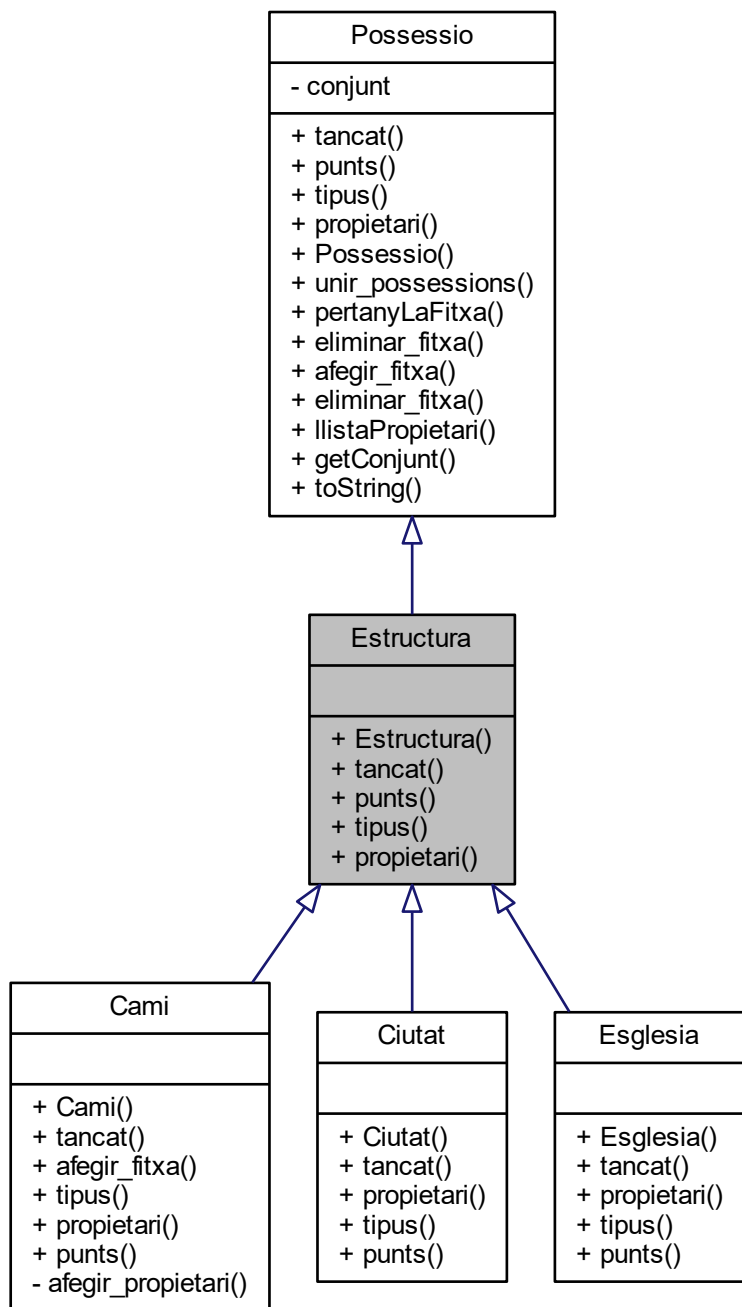 Possessio
- conjunt
+ tancat()
+ punts()
+ tipus()
+ propietari()
+ Possessio()
+ unir_possessions()
+ pertanyLaFitxa()
+ eliminar_fitxa()
+ afegir_fitxa()
+ eliminar_fitxa()
+ llistaPropietari()
+ getConjunt()
+ toString()
Estructura
+ Estructura()
+ tancat()
+ punts()
+ tipus()
+ propietari()
Cami
+ Cami()
+ tancat()
+ afegir_fitxa()
+ tipus()
+ propietari()
+ punts()
- afegir_propietari()
Ciutat
+ Ciutat()
+ tancat()
+ propietari()
+ tipus()
+ punts()
Esglesia
+ Esglesia()
+ tancat()
+ propietari()
+ tipus()
+ punts()